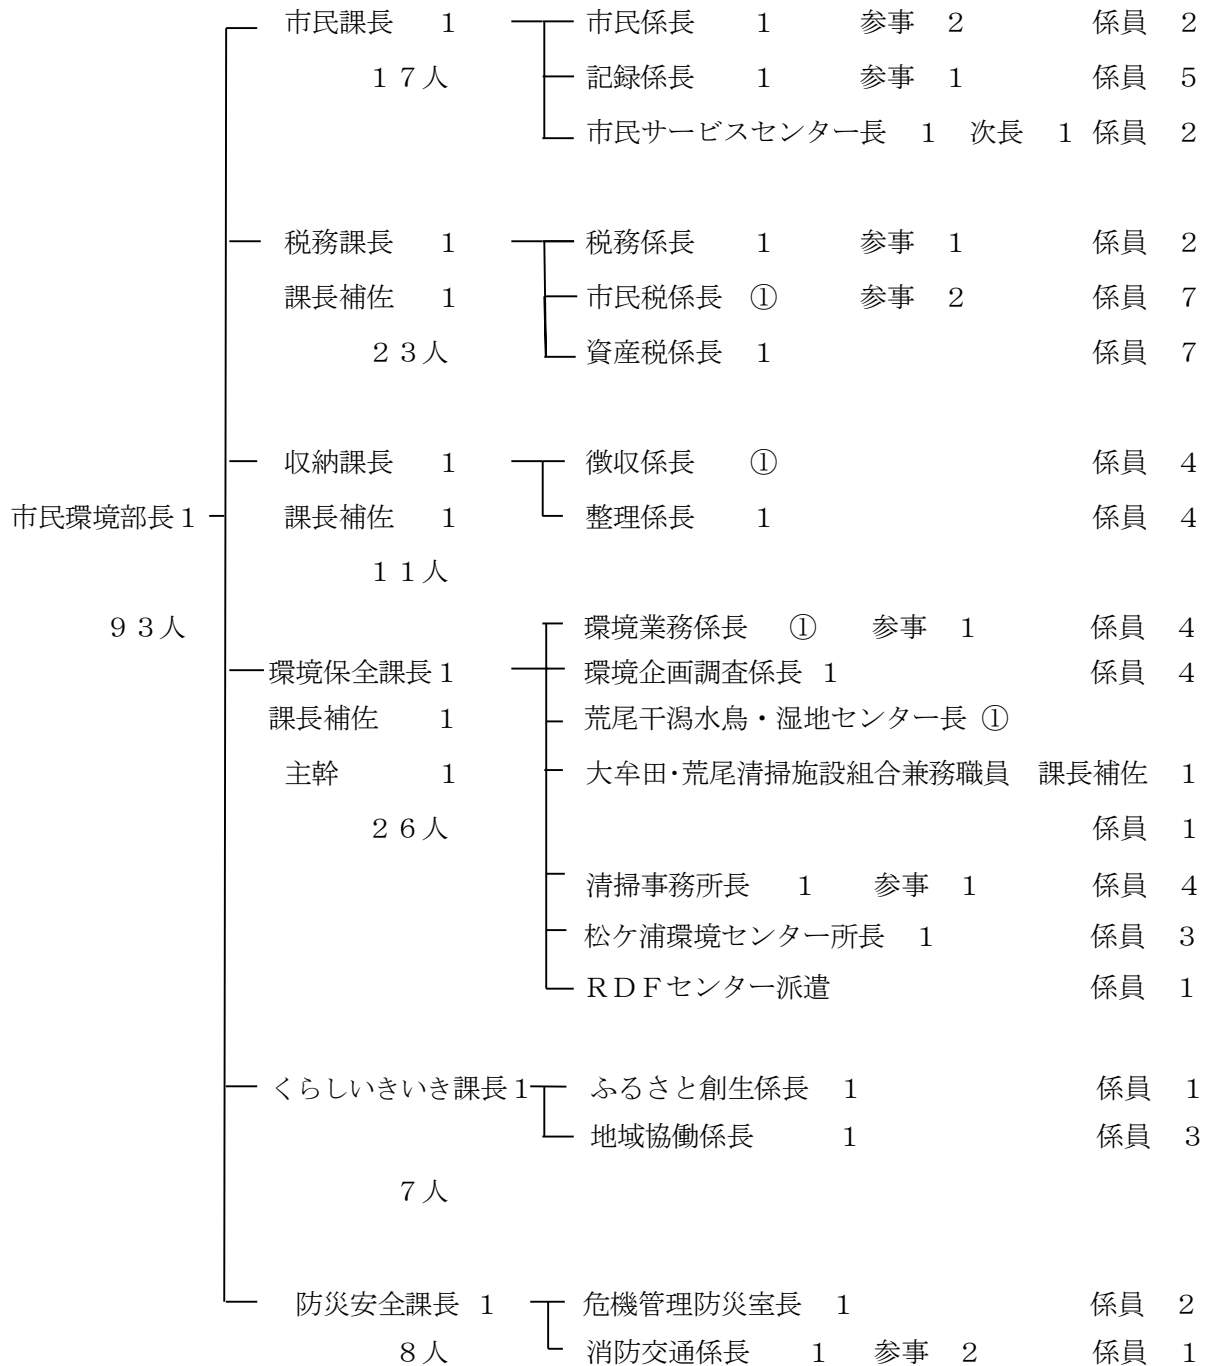 市民課長 1 市民係長 1 参事 2 係員 2
17人 記録係長 1 参事 1 係員 5
市民サービスセンター長 1 次長 1 係員 2
税務課長 1 税務係長 1 参事 1 係員 2
課長補佐 1 市民税係長 ① 参事 2 係員 7
23人 資産税係長 1 係員 7
収納課長 1 徴収係長 ① 係員 4
市民環境部長1 課長補佐 1 整理係長 1 係員 4
11人
93人 環境業務係長 ① 参事 1 係員 4
環境保全課長1 環境企画調査係長 1 係員 4
課長補佐 1 荒尾干潟水鳥・湿地センター長 ①
主幹 1 大牟田・荒尾清掃施設組合兼務職員 課長補佐 1
26人 係員 1
清掃事務所長 1 参事 1 係員 4
松ケ浦環境センター所長 1 係員 3
RDFセンター派遣 係員 1
くらしいきいき課長1 ふるさと創生係長 1 係員 1
地域協働係長 1 係員 3
7人
防災安全課長 1 危機管理防災室長 1 係員 2
8人 消防交通係長 1 参事 2 係員 1